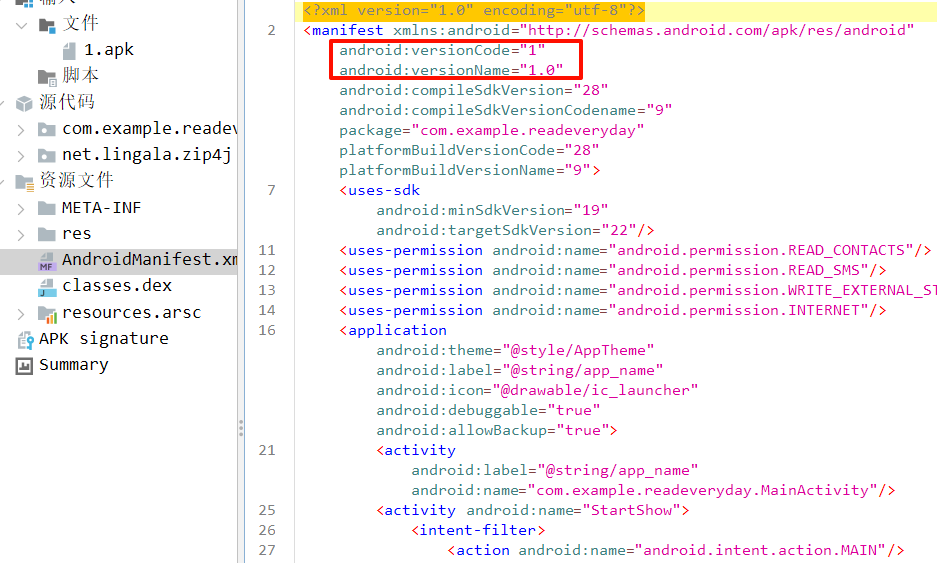 输入
文件
1.apk
脚本
源代码
com.example.readev
net.lingala.zip4j
资源文件
META-INF
res
AndroidManifest.xm
classes.dex
resources.arsc
APK signature
Summary
<?xml version="1.0" encoding="utf-8"?>
2 <manifest xmlns:android="http://schemas.android.com/apk/res/android"
android:versionCode="1"
android:versionName="1.0"
android:compileSdkVersion="28"
android:compileSdkVersionCodename="9"
package="com.example.readeveryday"
platformBuildVersionCode="28"
platformBuildVersionName="9">
7 <uses-sdk
android:minSdkVersion="19"
android:targetSdkVersion="22"/>
11 <uses-permission android:name="android.permission.READ_CONTACTS"/>
12 <uses-permission android:name="android.permission.READ_SMS"/>
13 <uses-permission android:name="android.permission.WRITE_EXTERNAL_ST
14 <uses-permission android:name="android.permission.INTERNET"/>
16 <application
android:theme="@style/AppTheme"
android:label="@string/app_name"
android:icon="@drawable/ic_launcher"
android:debuggable="true"
android:allowBackup="true">
21 <activity
android:label="@string/app_name"
android:name="com.example.readeveryday.MainActivity"/>
25 <activity android:name="StartShow">
26 <intent-filter>
27 <action android:name="android.intent.action.MAIN"/>